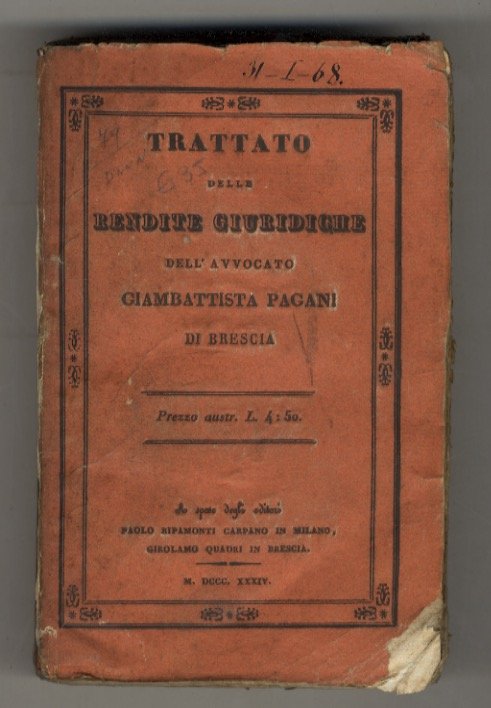 31-I-68.
TRATTATO
DELLE
RENDITE GIURIDICHE
DELL' AVVOCATO
GIAMBATTISTA PAGANI
DI BRESCIA
Prezzo austr. L. 4:50.
A spese degli editori
PAOLO RIPAMONTI CARPANO IN MILANO,
GIROLAMO QUADRI IN BRESCIA.
M. DCCC. XXXIV.